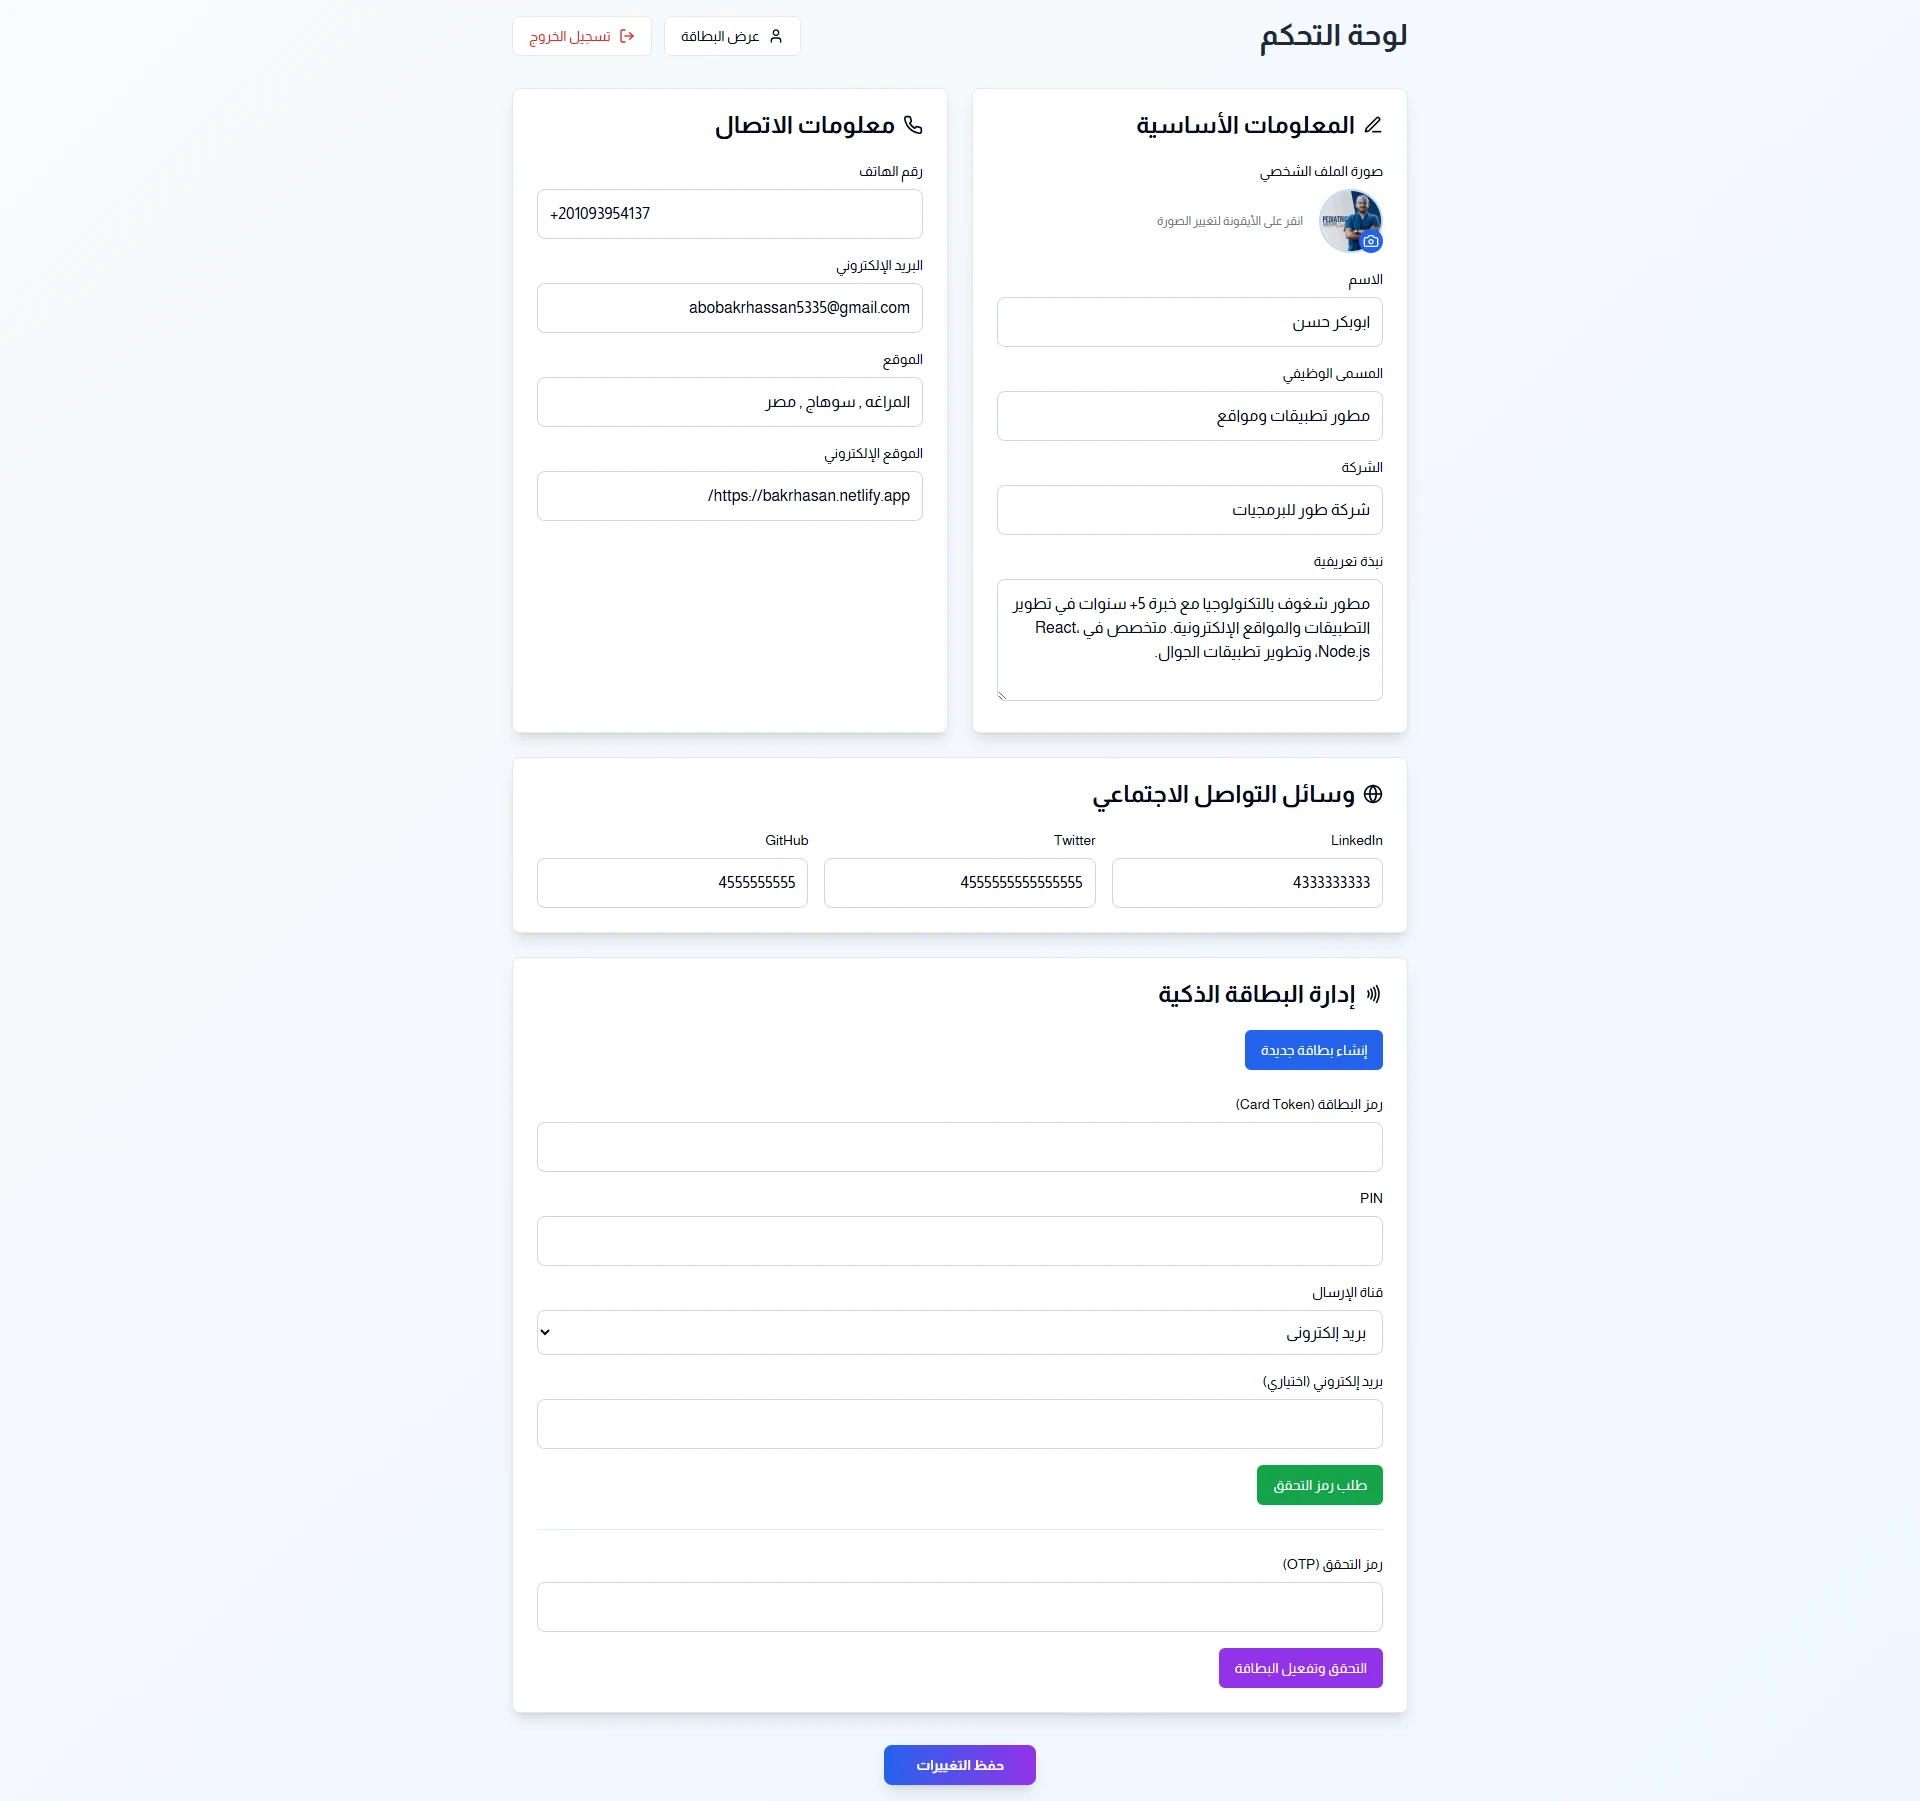 لوحة التحكم
عرض البطاقة
تسجيل الخروج
المعلومات الأساسية
صورة الملف الشخصي
PEDIATRIC
انقر على الأيقونة لتغيير الصورة
الاسم
ابوبكر حسن
المسمى الوظيفي
مطور تطبيقات ومواقع
الشركة
شركة طور للبرمجيات
نبذة تعريفية
مطور شغوف بالتكنولوجيا مع خبرة 5+ سنوات في تطوير
التطبيقات والمواقع الإلكترونية. متخصص في React،
Node.js، وتطوير تطبيقات الجوال.
معلومات الاتصال
رقم الهاتف
+201093954137
البريد الإلكتروني
abobakrhassan5335@gmail.com
الموقع
المراغه , سوهاج , مصر
الموقع الإلكتروني
https://bakrhasan.netlify.app/
وسائل التواصل الاجتماعي
LinkedIn
4333333333
Twitter
4555555555555555
GitHub
4555555555
إدارة البطاقة الذكية
إنشاء بطاقة جديدة
رمز البطاقة (Card Token)
PIN
قناة الإرسال
بريد إلكتروني
بريد إلكتروني (اختياري)
طلب رمز التحقق
رمز التحقق (OTP)
التحقق وتفعيل البطاقة
حفظ التغييرات